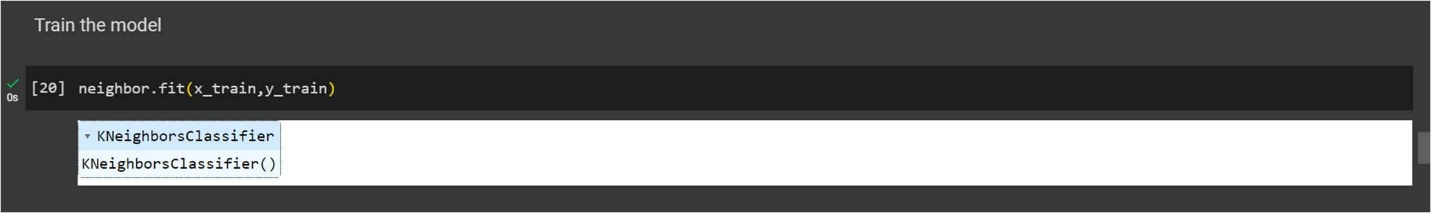 Train the model
[20] neighbor.fit(x_train,y_train)
0s
KNeighborsClassifier
KNeighborsClassifier()